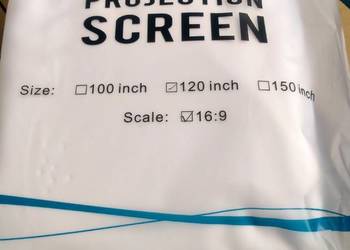 PROJECTION
SCREEN
Size: ☐100 inch ☑120 inch ☐150 inch
Scale: ☑16:9